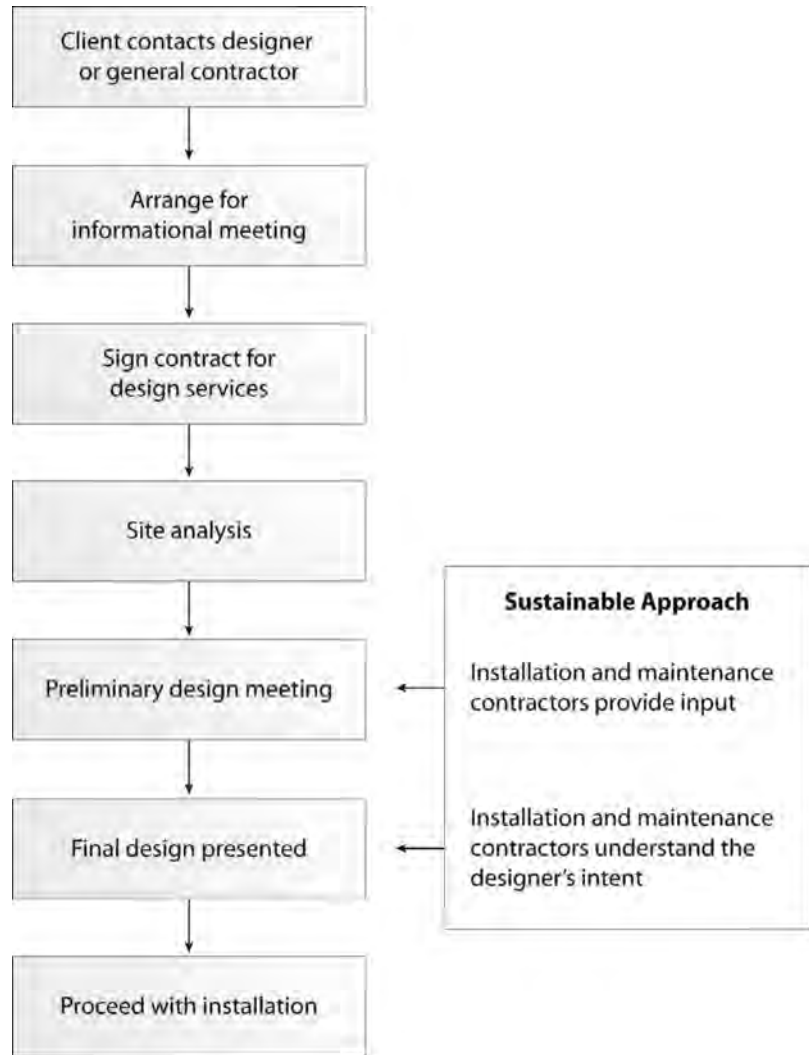 Client contacts designer
or general contractor
Arrange for
informational meeting
Sign contract for
design services
Site analysis
Preliminary design meeting
Final design presented
Proceed with installation
Sustainable Approach
Installation and maintenance
contractors provide input
Installation and maintenance
contractors understand the
designer’s intent